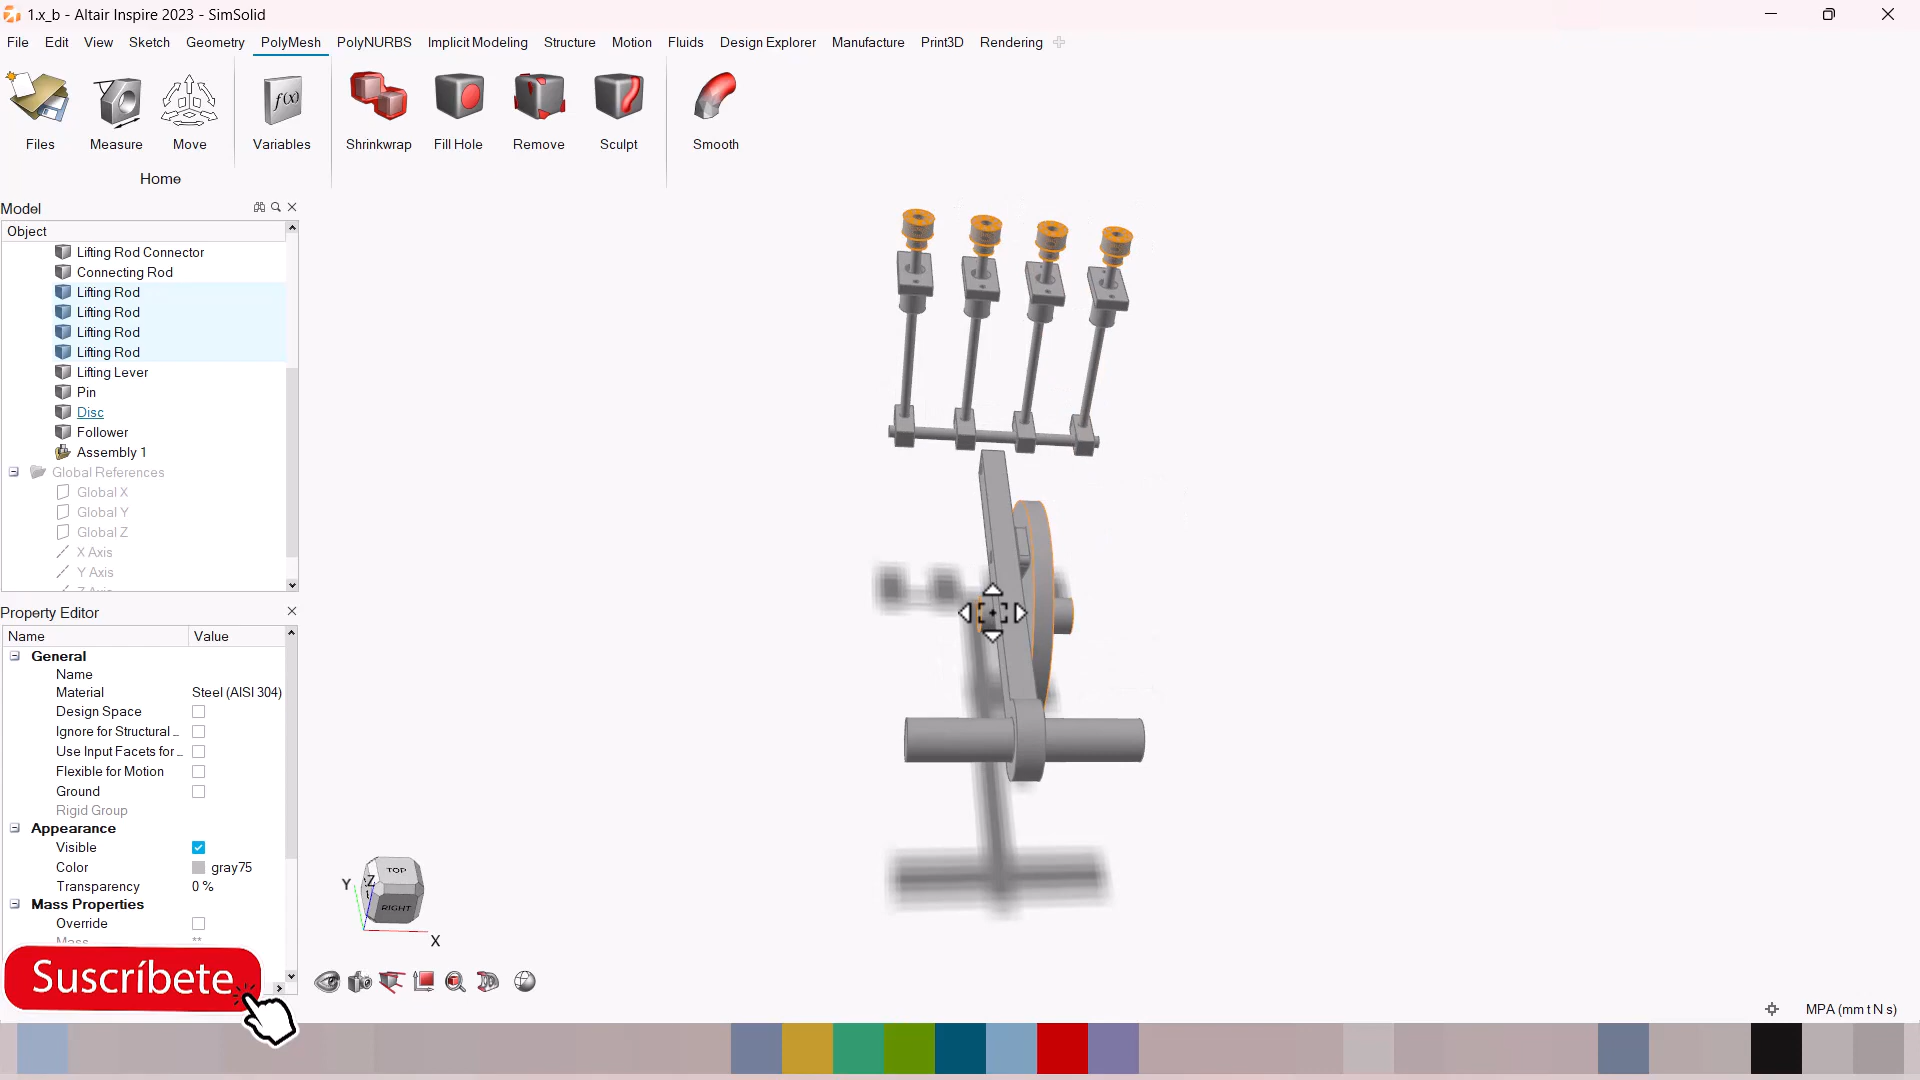 1.x_b - Altair Inspire 2023 - SimSolid
File Edit View Sketch Geometry PolyMesh PolyNURBS Implicit Modeling Structure Motion Fluids Design Explorer Manufacture Print3D Rendering
f(x)
Files Measure Move Variables Shrinkwrap Fill Hole Remove Sculpt Smooth
Home
Model
Object
Lifting Rod Connector
Connecting Rod
Lifting Rod
Lifting Rod
Lifting Rod
Lifting Rod
Lifting Lever
Pin
Disc
Follower
Assembly 1
Global References
Global X
Global Y
Global Z
X Axis
Y Axis
Property Editor
Name Value
General
Name
Material Steel (AISI 304)
Design Space
Ignore for Structural ...
Use Input Facets for ...
Flexible for Motion
Ground
Rigid Group
Appearance
Visible
Color gray75
Transparency 0 %
Mass Properties
Override
Mass **
Suscríbete
TOP
RIGHT
Y
Z
X
MPA (mm t N s)